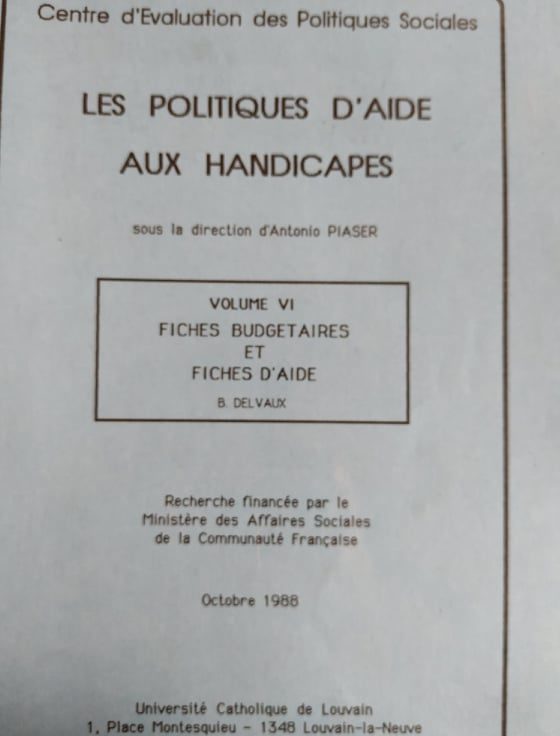 Centre d'Evaluation des Politiques Sociales
LES POLITIQUES D'AIDE
AUX HANDICAPES
sous la direction d'Antonio PIASER
VOLUME VI
FICHES BUDGETAIRES
ET
FICHES D'AIDE
B. DELVAUX
Recherche financée par le
Ministère des Affaires Sociales
de la Communauté Française
Octobre 1988
Université Catholique de Louvain
1, Place Montesquieu - 1348 Louvain-la-Neuve